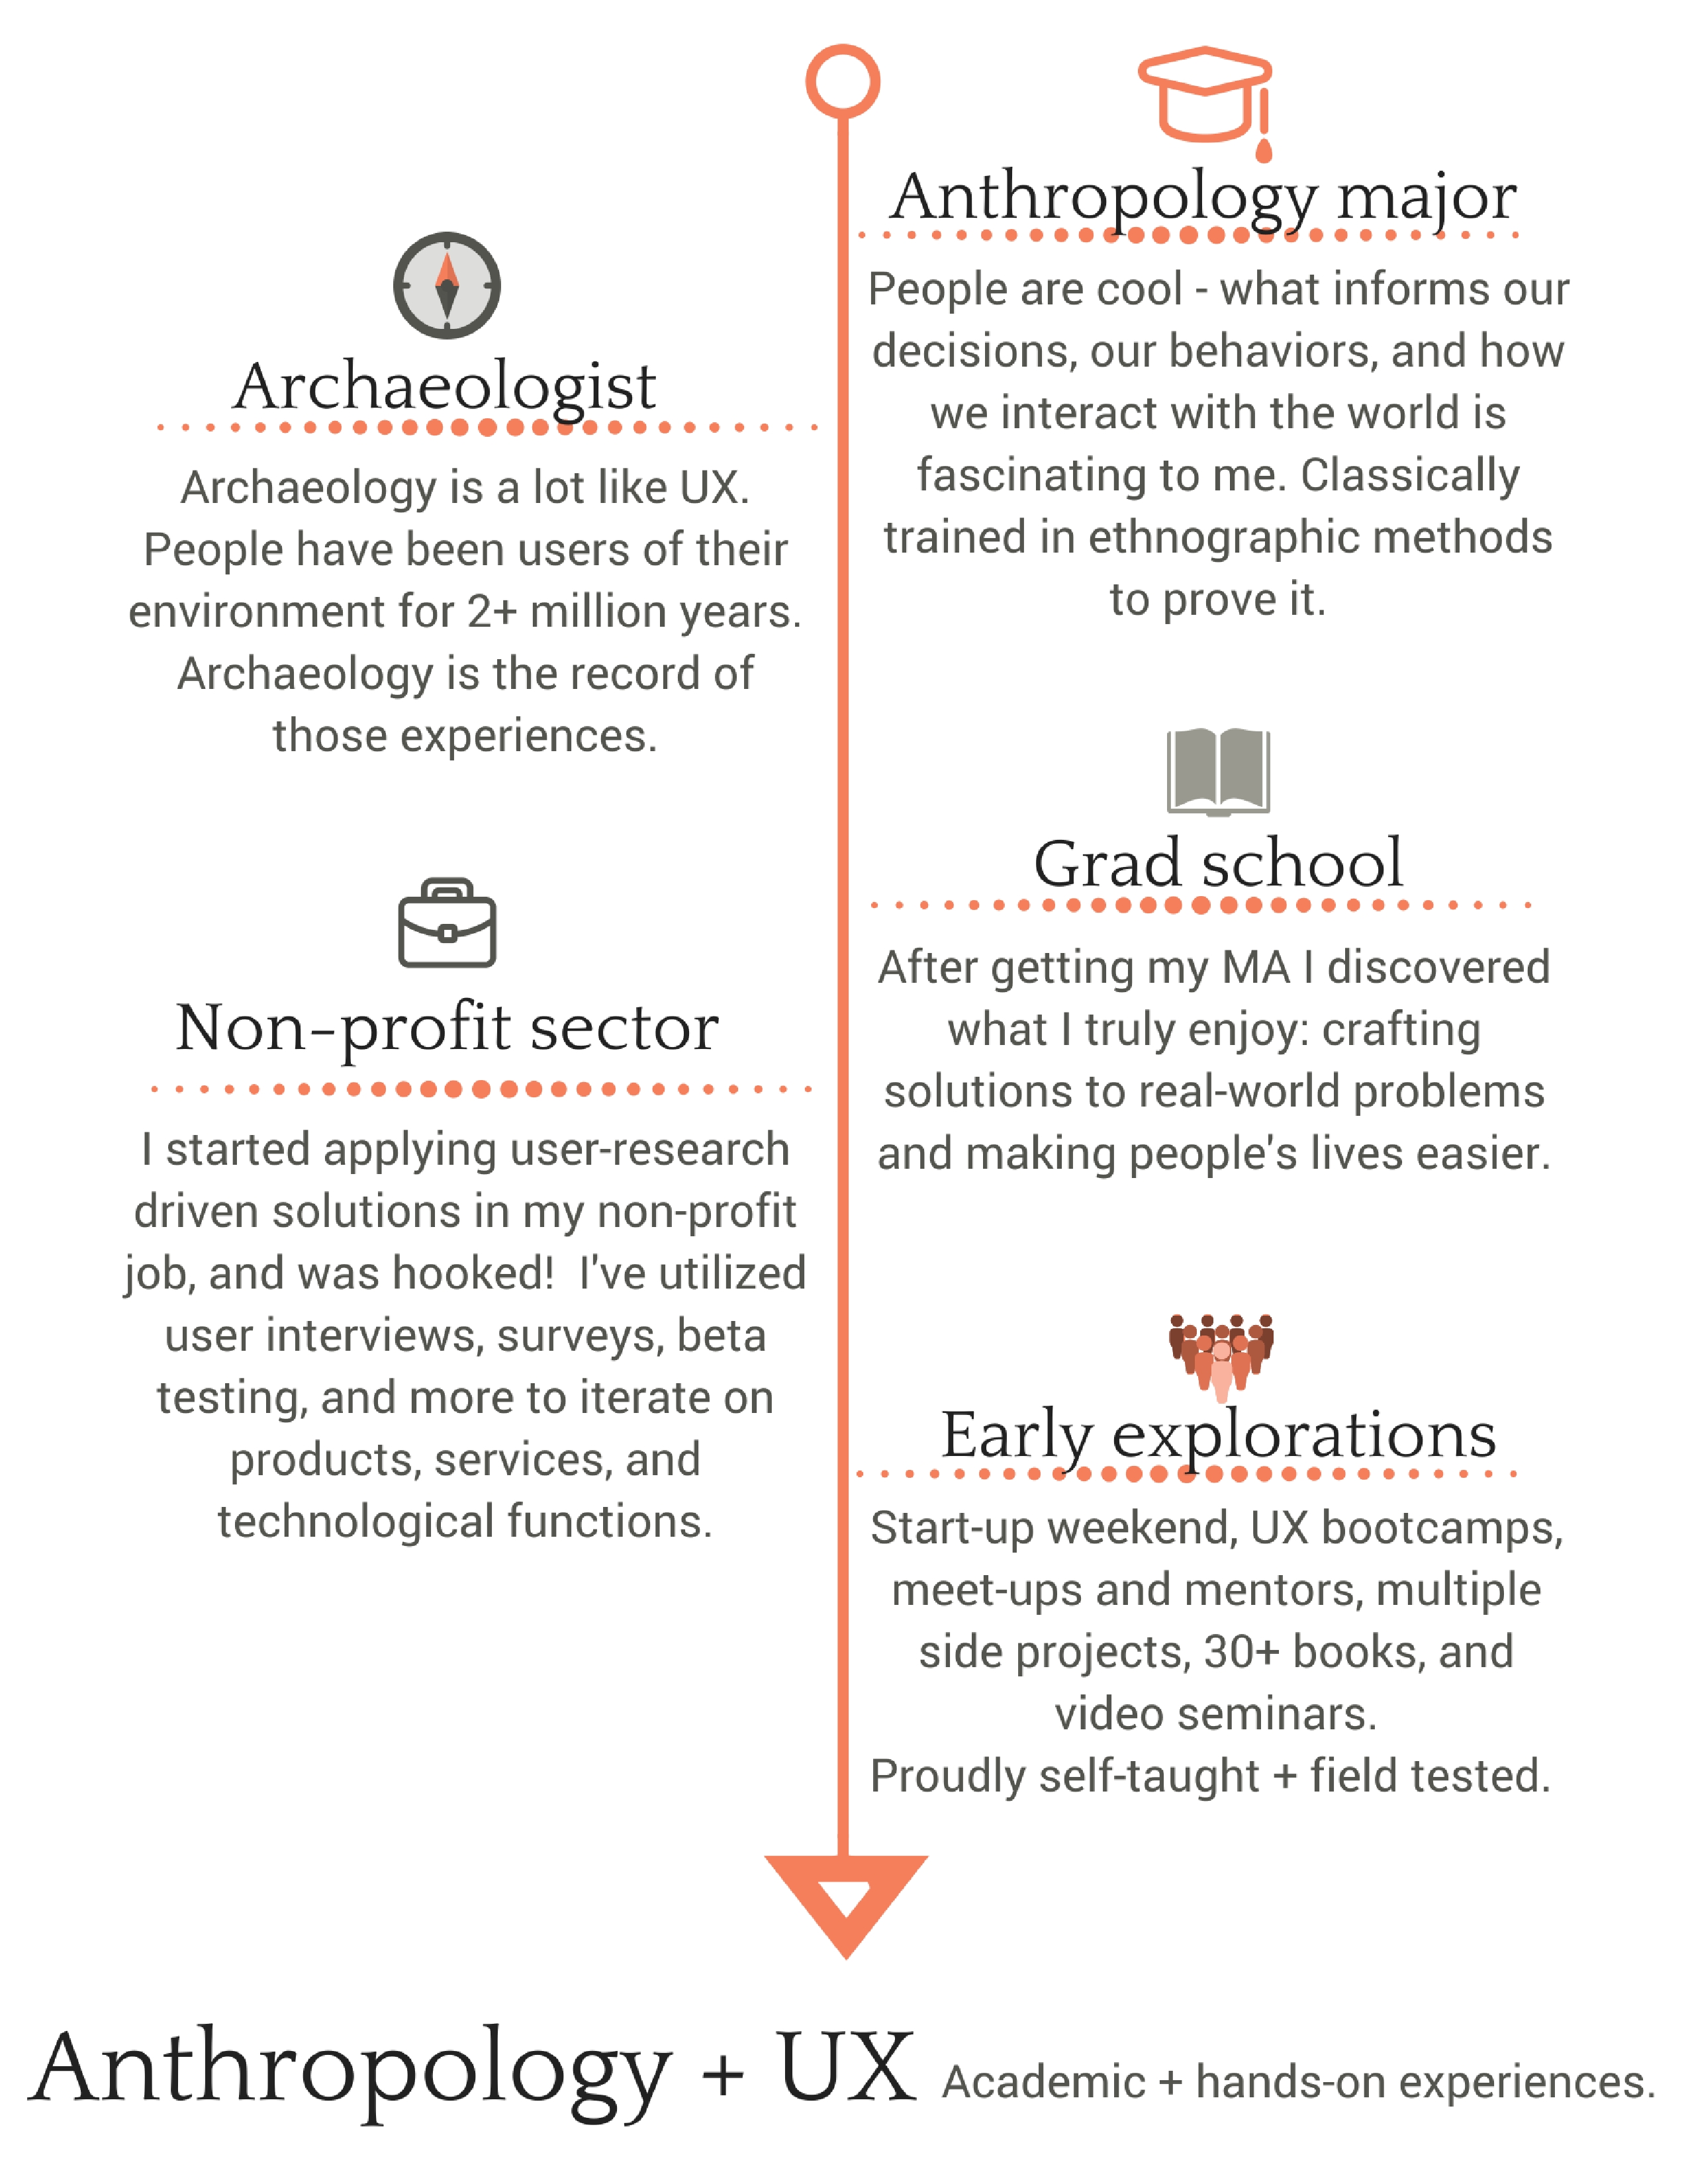 Anthropology major
People are cool - what informs our
decisions, our behaviors, and how
we interact with the world is
fascinating to me. Classically
trained in ethnographic methods
to prove it.
Archaeologist
Archaeology is a lot like UX.
People have been users of their
environment for 2+ million years.
Archaeology is the record of
those experiences.
Grad school
After getting my MA I discovered
what I truly enjoy: crafting
solutions to real-world problems
and making people's lives easier.
Non-profit sector
I started applying user-research
driven solutions in my non-profit
job, and was hooked!  I've utilized
user interviews, surveys, beta
testing, and more to iterate on
products, services, and
technological functions.
Early explorations
Start-up weekend, UX bootcamps,
meet-ups and mentors, multiple
side projects, 30+ books, and
video seminars.
Proudly self-taught + field tested.
Anthropology + UX Academic + hands-on experiences.